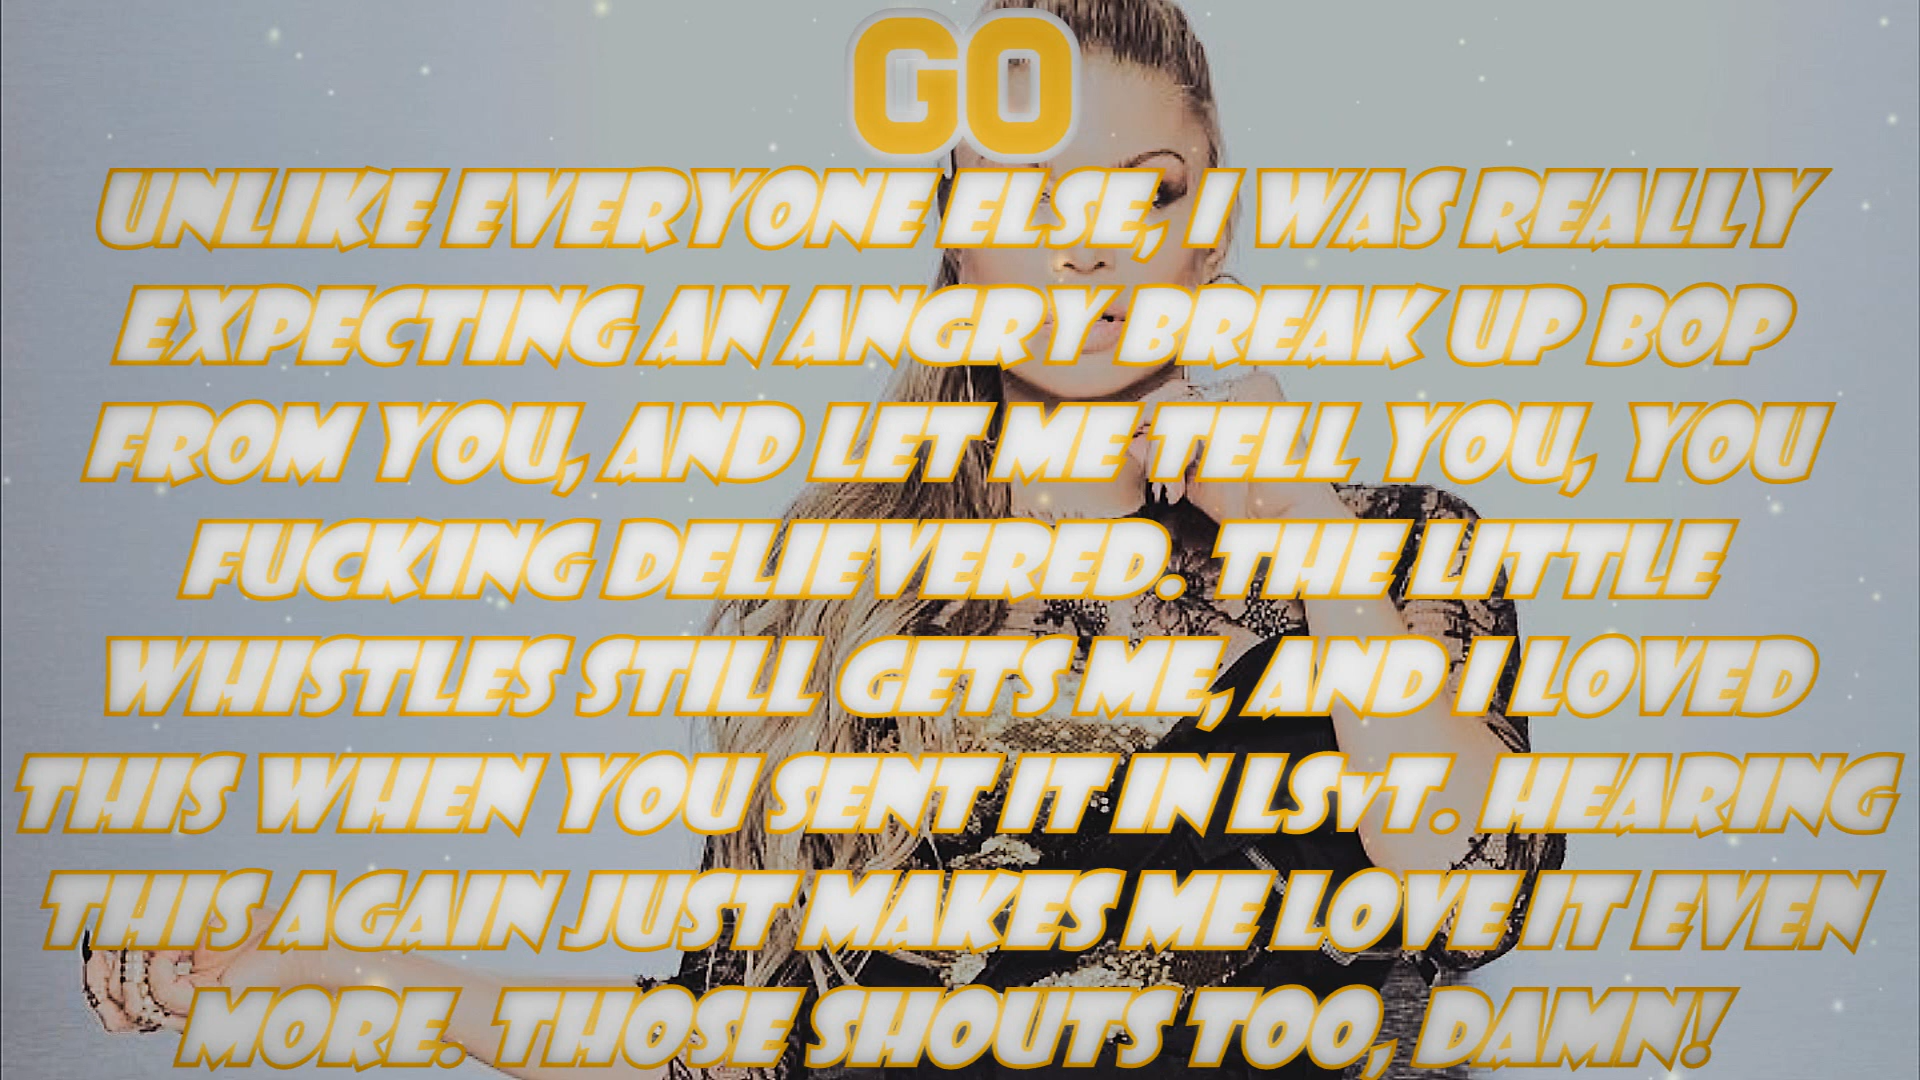 GO
UNLIKE EVERYONE ELSE, I WAS REALLY
EXPECTING AN ANGRY BREAK UP BOP
FROM YOU, AND LET ME TELL YOU, YOU
FUCKING DELIEVERED. THE LITTLE
WHISTLES STILL GETS ME, AND I LOVED
THIS WHEN YOU SENT IT IN LSvT. HEARING
THIS AGAIN JUST MAKES ME LOVE IT EVEN
MORE. THOSE SHOUTS TOO, DAMN!